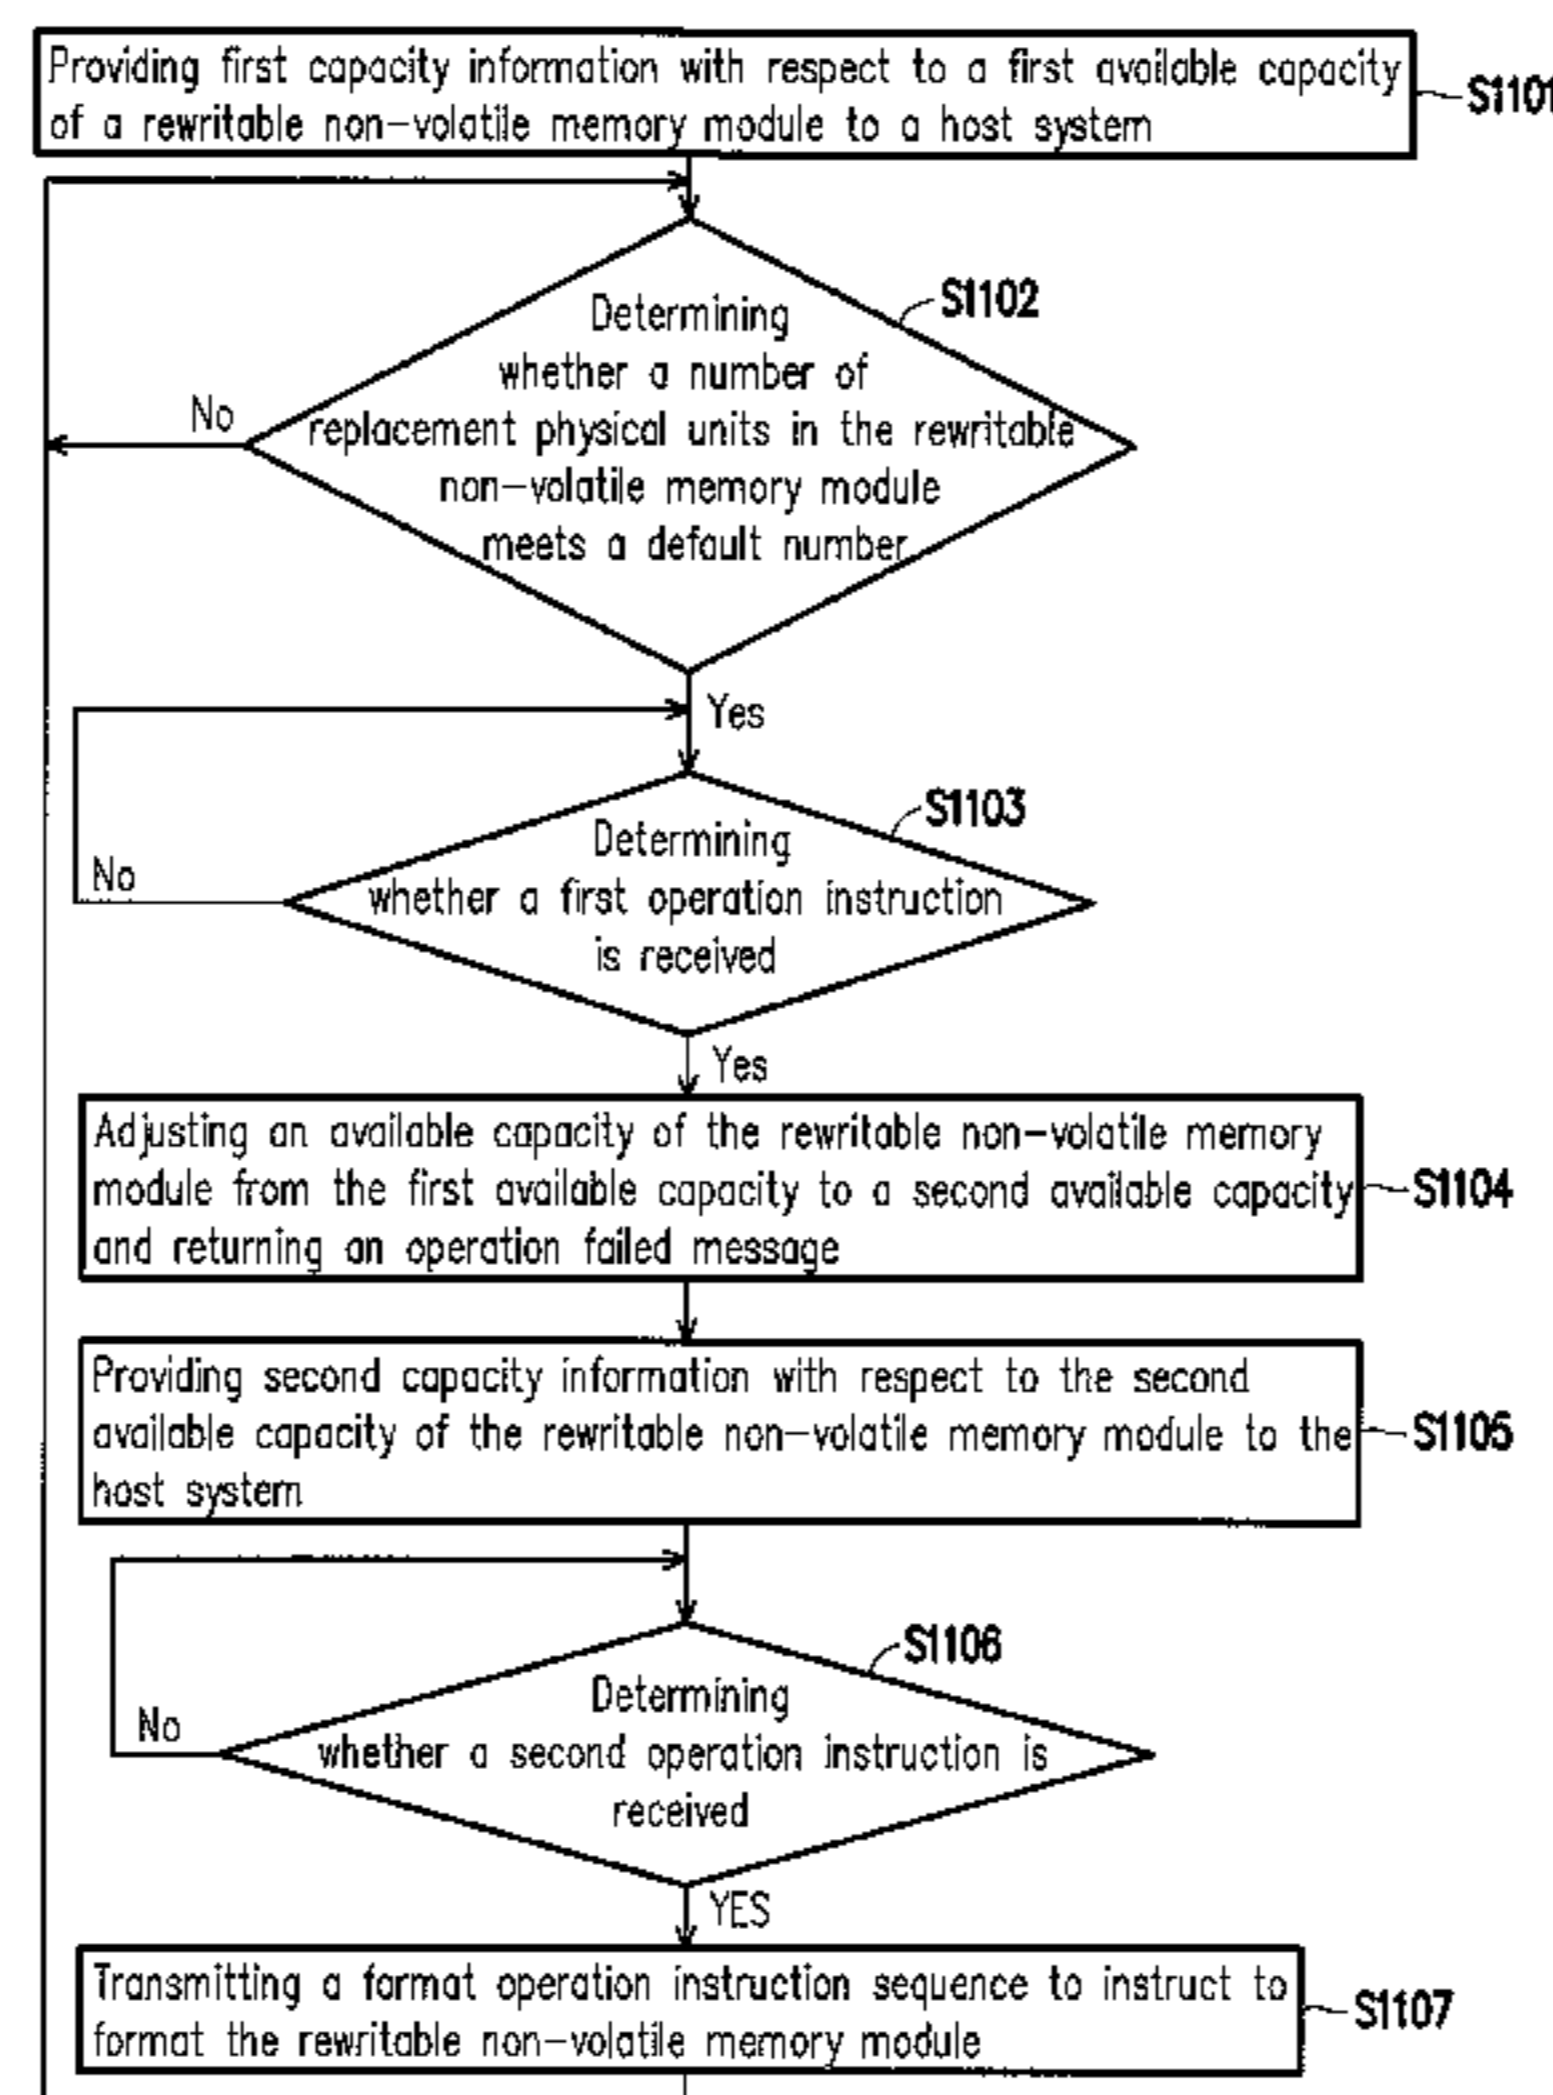 Providing first capacity information with respect to a first available capacity
of a rewritable non-volatile memory module to a host system
S1101
Determining
whether a number of
replacement physical units in the rewritable
non-volatile memory module
meets a default number
S1102
No
Yes
Determining
whether a first operation instruction
is received
S1103
No
Yes
Adjusting an available capacity of the rewritable non-volatile memory
module from the first available capacity to a second available capacity
and returning an operation failed message
S1104
Providing second capacity information with respect to the second
available capacity of the rewritable non-volatile memory module to the
host system
S1105
Determining
whether a second operation instruction is
received
S1106
No
YES
Transmitting a format operation instruction sequence to instruct to
format the rewritable non-volatile memory module
S1107